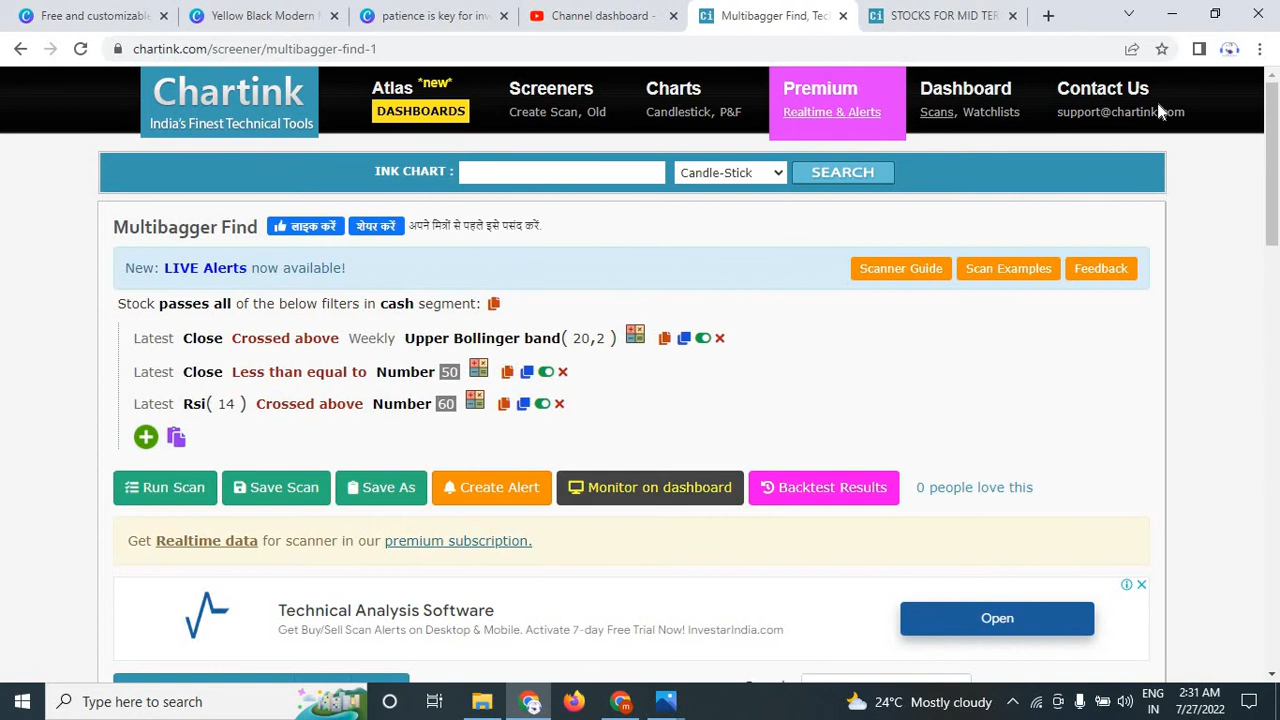 Free and customizable
Yellow Black Modern
patience is key for inv
Channel dashboard -
Multibagger Find, Tec
STOCKS FOR MID TER
chartink.com/screener/multibagger-find-1
Chartink
India's Finest Technical Tools
Atlas *new*
DASHBOARDS
Screeners
Create Scan, Old
Charts
Candlestick, P&F
Premium
Realtime & Alerts
Dashboard
Scans, Watchlists
Contact Us
support@chartink.com
INK CHART :
Candle-Stick
SEARCH
Multibagger Find
लाइक करें
शेयर करें
अपने मित्रों से पहले इसे पसंद करें.
New: LIVE Alerts now available!
Scanner Guide
Scan Examples
Feedback
Stock passes all of the below filters in cash segment:
Latest Close Crossed above Weekly Upper Bollinger band( 20,2 )
Latest Close Less than equal to Number 50
Latest Rsi( 14 ) Crossed above Number 60
Run Scan
Save Scan
Save As
Create Alert
Monitor on dashboard
Backtest Results
0 people love this
Get Realtime data for scanner in our premium subscription.
Technical Analysis Software
Get Buy/Sell Scan Alerts on Desktop & Mobile. Activate 7-day Free Trial Now! InvestarIndia.com
Open
Type here to search
24°C Mostly cloudy
ENG
IN
2:31 AM
7/27/2022